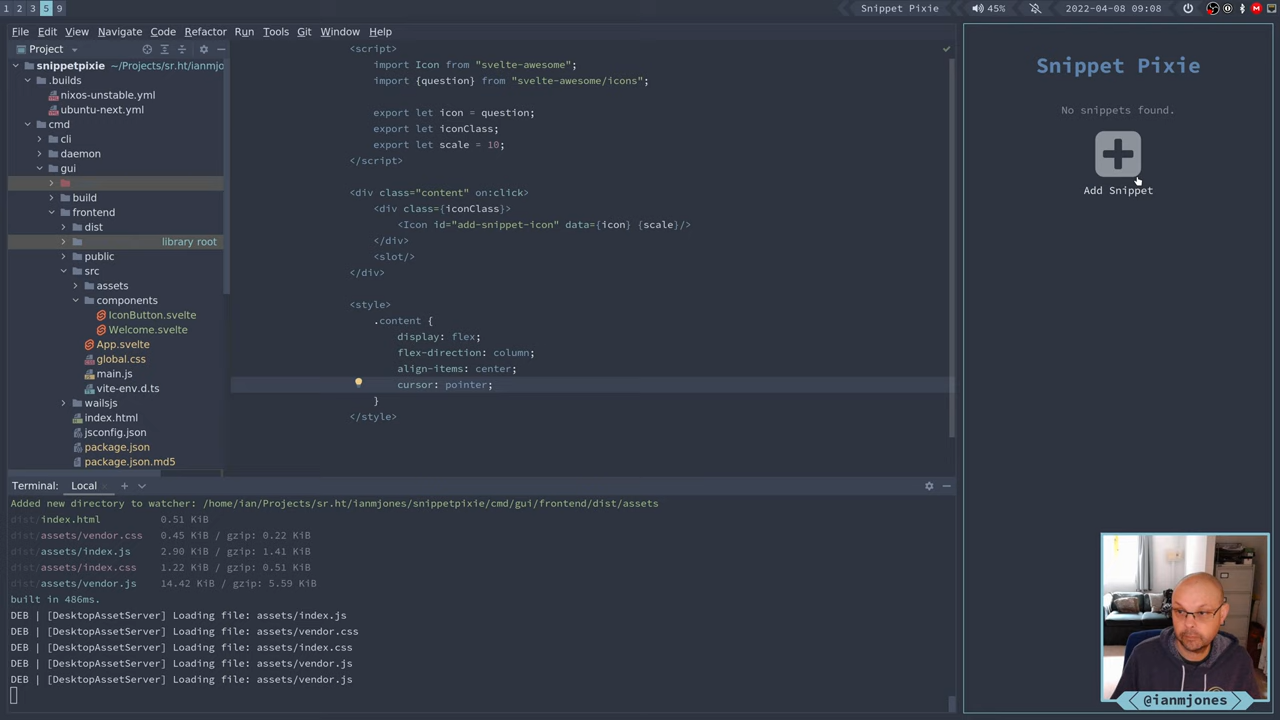 1 2 3 5 9
Snippet Pixie
45%
2022-04-08 09:08
File Edit View Navigate Code Refactor Run Tools Git Window Help
Project
snippetpixie ~/Projects/sr.ht/ianmjo
.builds
nixos-unstable.yml
ubuntu-next.yml
cmd
cli
daemon
gui
build
frontend
dist
library root
public
src
assets
components
IconButton.svelte
Welcome.svelte
App.svelte
global.css
main.js
vite-env.d.ts
wailsjs
index.html
jsconfig.json
package.json
package.json.md5
<script>
import Icon from "svelte-awesome";
import {question} from "svelte-awesome/icons";
export let icon = question;
export let iconClass;
export let scale = 10;
</script>
<div class="content" on:click>
<div class={iconClass}>
<Icon id="add-snippet-icon" data={icon} {scale}/>
</div>
<slot/>
</div>
<style>
.content {
display: flex;
flex-direction: column;
align-items: center;
cursor: pointer;
}
</style>
Snippet Pixie
No snippets found.
Add Snippet
Terminal: Local
Added new directory to watcher: /home/ian/Projects/sr.ht/ianmjones/snippetpixie/cmd/gui/frontend/dist/assets
dist/index.html 0.51 KiB
dist/assets/vendor.css 0.45 KiB / gzip: 0.22 KiB
dist/assets/index.js 2.90 KiB / gzip: 1.41 KiB
dist/assets/index.css 1.22 KiB / gzip: 0.51 KiB
dist/assets/vendor.js 14.42 KiB / gzip: 5.59 KiB
built in 486ms.
DEB | [DesktopAssetServer] Loading file: assets/index.js
DEB | [DesktopAssetServer] Loading file: assets/vendor.css
DEB | [DesktopAssetServer] Loading file: assets/index.css
DEB | [DesktopAssetServer] Loading file: assets/vendor.js
DEB | [DesktopAssetServer] Loading file: assets/vendor.js
@ianmjones